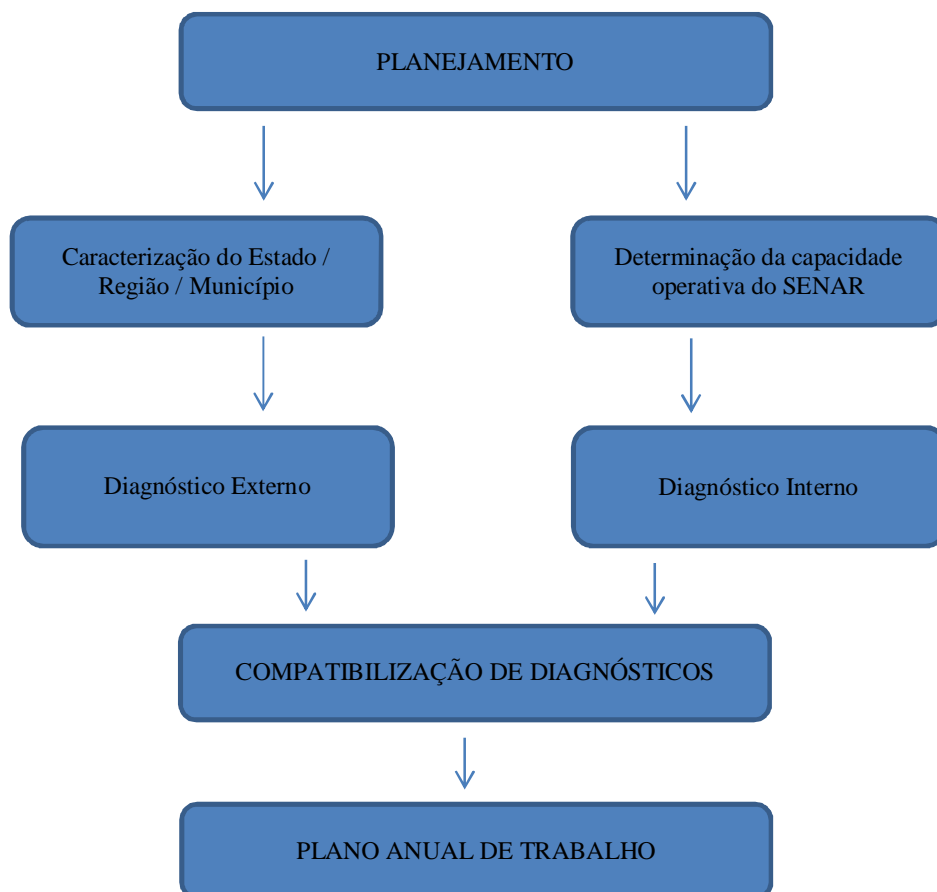 PLANEJAMENTO
Caracterização do Estado /
Região / Município
Determinação da capacidade
operativa do SENAR
Diagnóstico Externo
Diagnóstico Interno
COMPATIBILIZAÇÃO DE DIAGNÓSTICOS
PLANO ANUAL DE TRABALHO